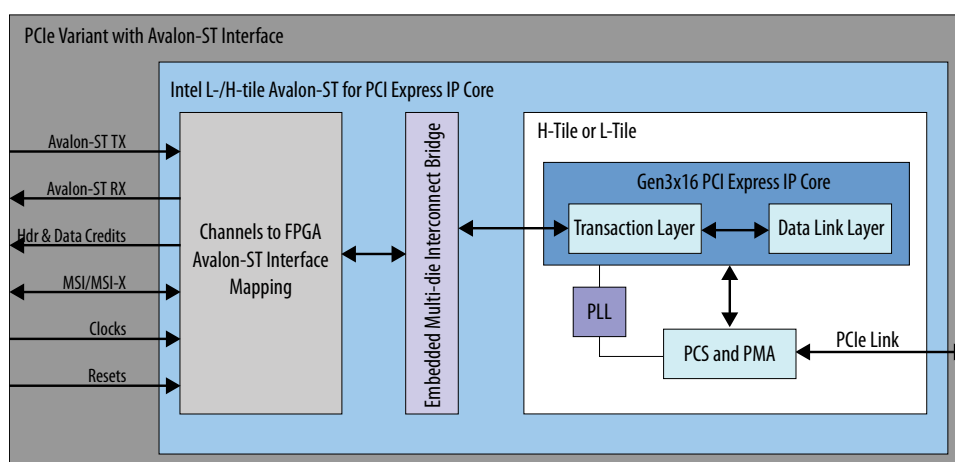 PCIe Variant with Avalon-ST Interface
Intel L-/H-tile Avalon-ST for PCI Express IP Core
Avalon-ST TX
Avalon-ST RX
Hdr & Data Credits
MSI/MSI-X
Clocks
Resets
Channels to FPGA
Avalon-ST Interface
Mapping
Embedded Multi-die Interconnect Bridge
H-Tile or L-Tile
Gen3x16 PCI Express IP Core
Transaction Layer
Data Link Layer
PLL
PCS and PMA
PCIe Link